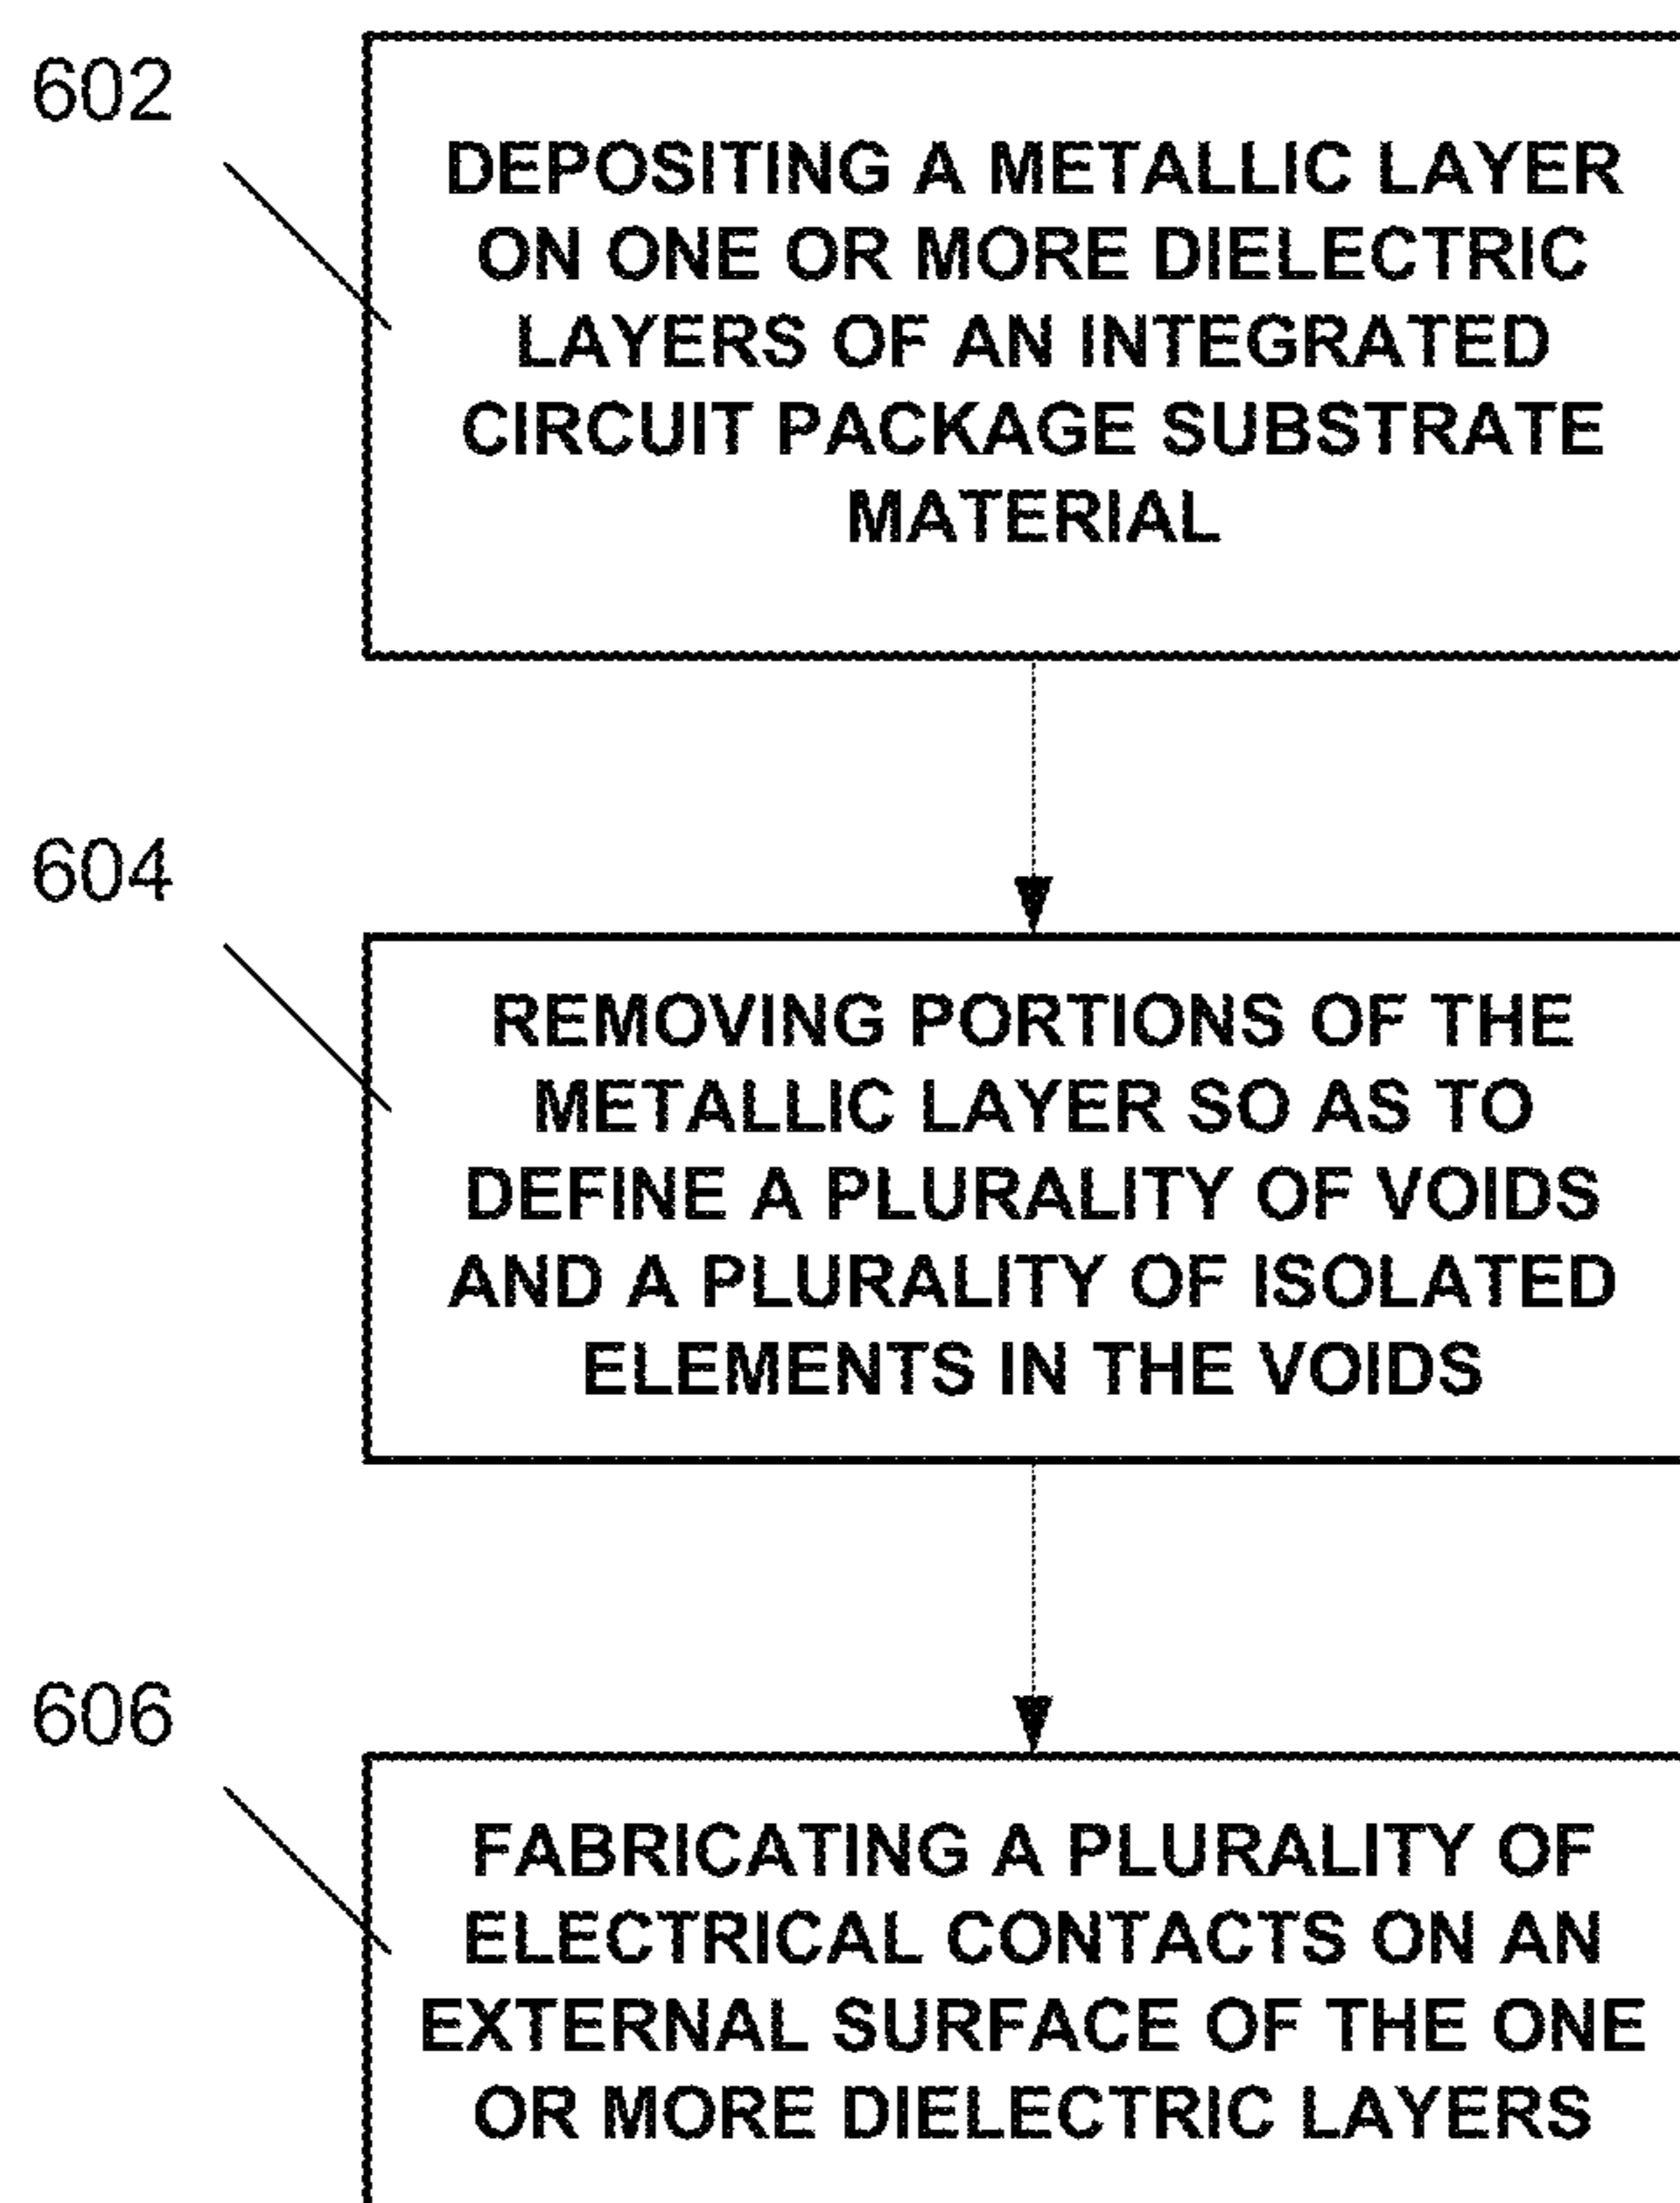 602
DEPOSITING A METALLIC LAYER
ON ONE OR MORE DIELECTRIC
LAYERS OF AN INTEGRATED
CIRCUIT PACKAGE SUBSTRATE
MATERIAL
604
REMOVING PORTIONS OF THE
METALLIC LAYER SO AS TO
DEFINE A PLURALITY OF VOIDS
AND A PLURALITY OF ISOLATED
ELEMENTS IN THE VOIDS
606
FABRICATING A PLURALITY OF
ELECTRICAL CONTACTS ON AN
EXTERNAL SURFACE OF THE ONE
OR MORE DIELECTRIC LAYERS